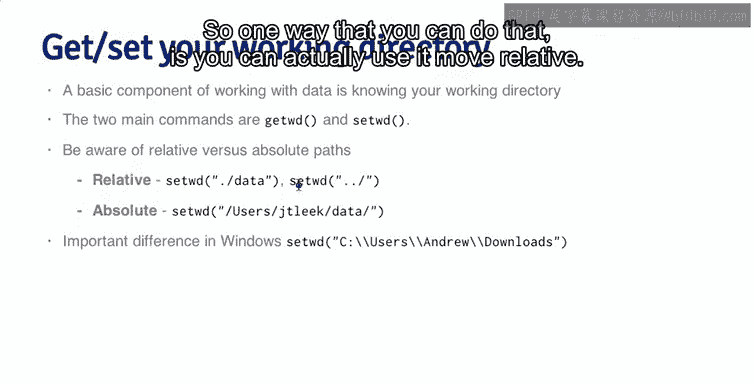 So one way that you can do that,
is you can actually use it move relative.
Get/set your working directory
· A basic component of working with data is knowing your working directory
· The two main commands are getwd() and setwd().
· Be aware of relative versus absolute paths
- Relative - setwd("./data"), setwd("../")
- Absolute - setwd("/Users/jtleek/data/")
· Important difference in Windows setwd("C:\\Users\\Andrew\\Downloads")